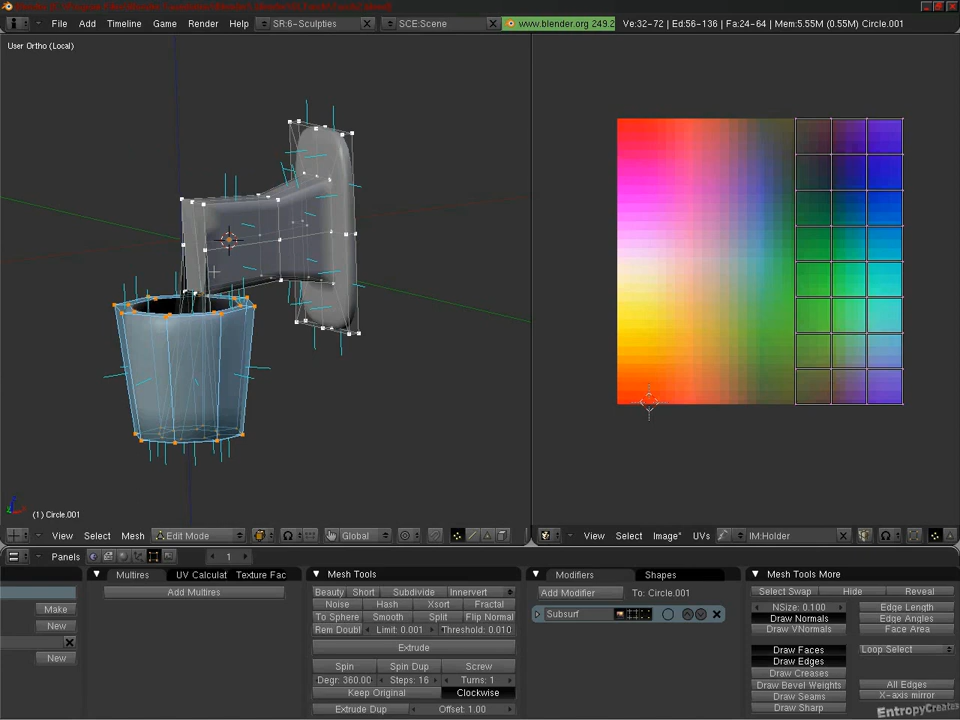 File Add Timeline Game Render Help SR:6-Sculpties SCE:Scene www.blender.org 249.2 Ve:32-72 | Ed:56-136 | Fa:24-64 | Mem:5.55M (0.55M) Circle.001
User Ortho (Local)
(1) Circle.001
View Select Mesh Edit Mode Global
View Select Image* UVs IM:Holder
Panels 1
Multires UV Calculat Texture Fac
Add Multires
Make
New
New
Mesh Tools
Beauty Short Subdivide Innervert
Noise Hash Xsort Fractal
To Sphere Smooth Split Flip Normal
Rem Doubl Limit: 0.001 Threshold: 0.010
Extrude
Spin Spin Dup Screw
Degr: 360.00 Steps: 16 Turns: 1
Keep Original Clockwise
Extrude Dup Offset: 1.00
Modifiers Shapes
Add Modifier To: Circle.001
Subsurf
Mesh Tools More
Select Swap Hide Reveal
NSize: 0.100 Edge Length
Draw Normals Edge Angles
Draw VNormals Face Area
Draw Faces Loop Select
Draw Edges
Draw Creases
Draw Bevel Weights All Edges
Draw Seams X-axis mirror
Draw Sharp
EntropyCreates